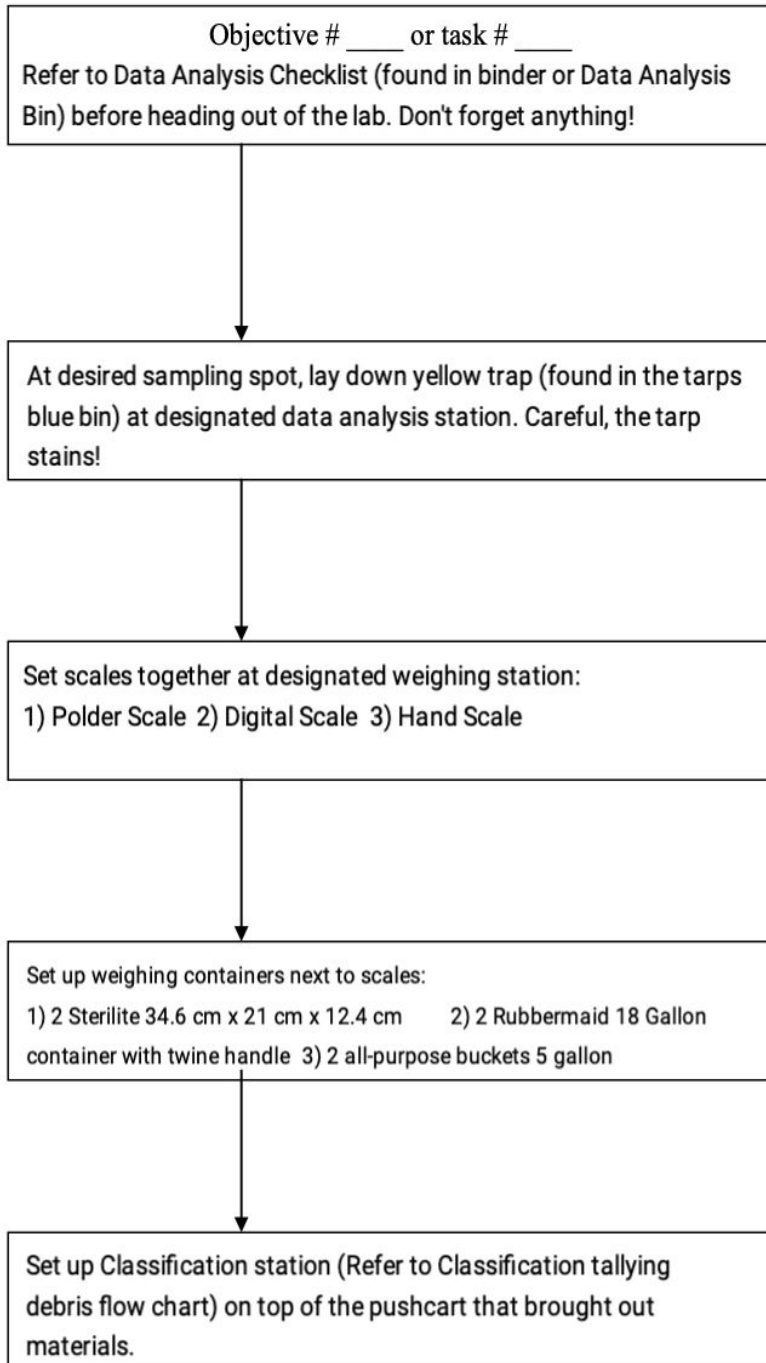 Objective # ____ or task # ____
Refer to Data Analysis Checklist (found in binder or Data Analysis
Bin) before heading out of the lab. Don't forget anything!
At desired sampling spot, lay down yellow trap (found in the tarps
blue bin) at designated data analysis station. Careful, the tarp
stains!
Set scales together at designated weighing station:
1) Polder Scale 2) Digital Scale 3) Hand Scale
Set up weighing containers next to scales:
1) 2 Sterilite 34.6 cm x 21 cm x 12.4 cm 2) 2 Rubbermaid 18 Gallon
container with twine handle 3) 2 all-purpose buckets 5 gallon
Set up Classification station (Refer to Classification tallying
debris flow chart) on top of the pushcart that brought out
materials.